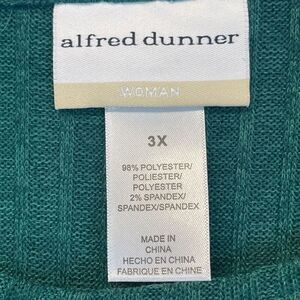 alfred dunner
WOMAN
3X
98% POLYESTER/
POLIESTER/
POLYESTER
2% SPANDEX/
SPANDEX/SPANDEX
MADE IN
CHINA
HECHO EN CHINA
FABRIQUE EN CHINE